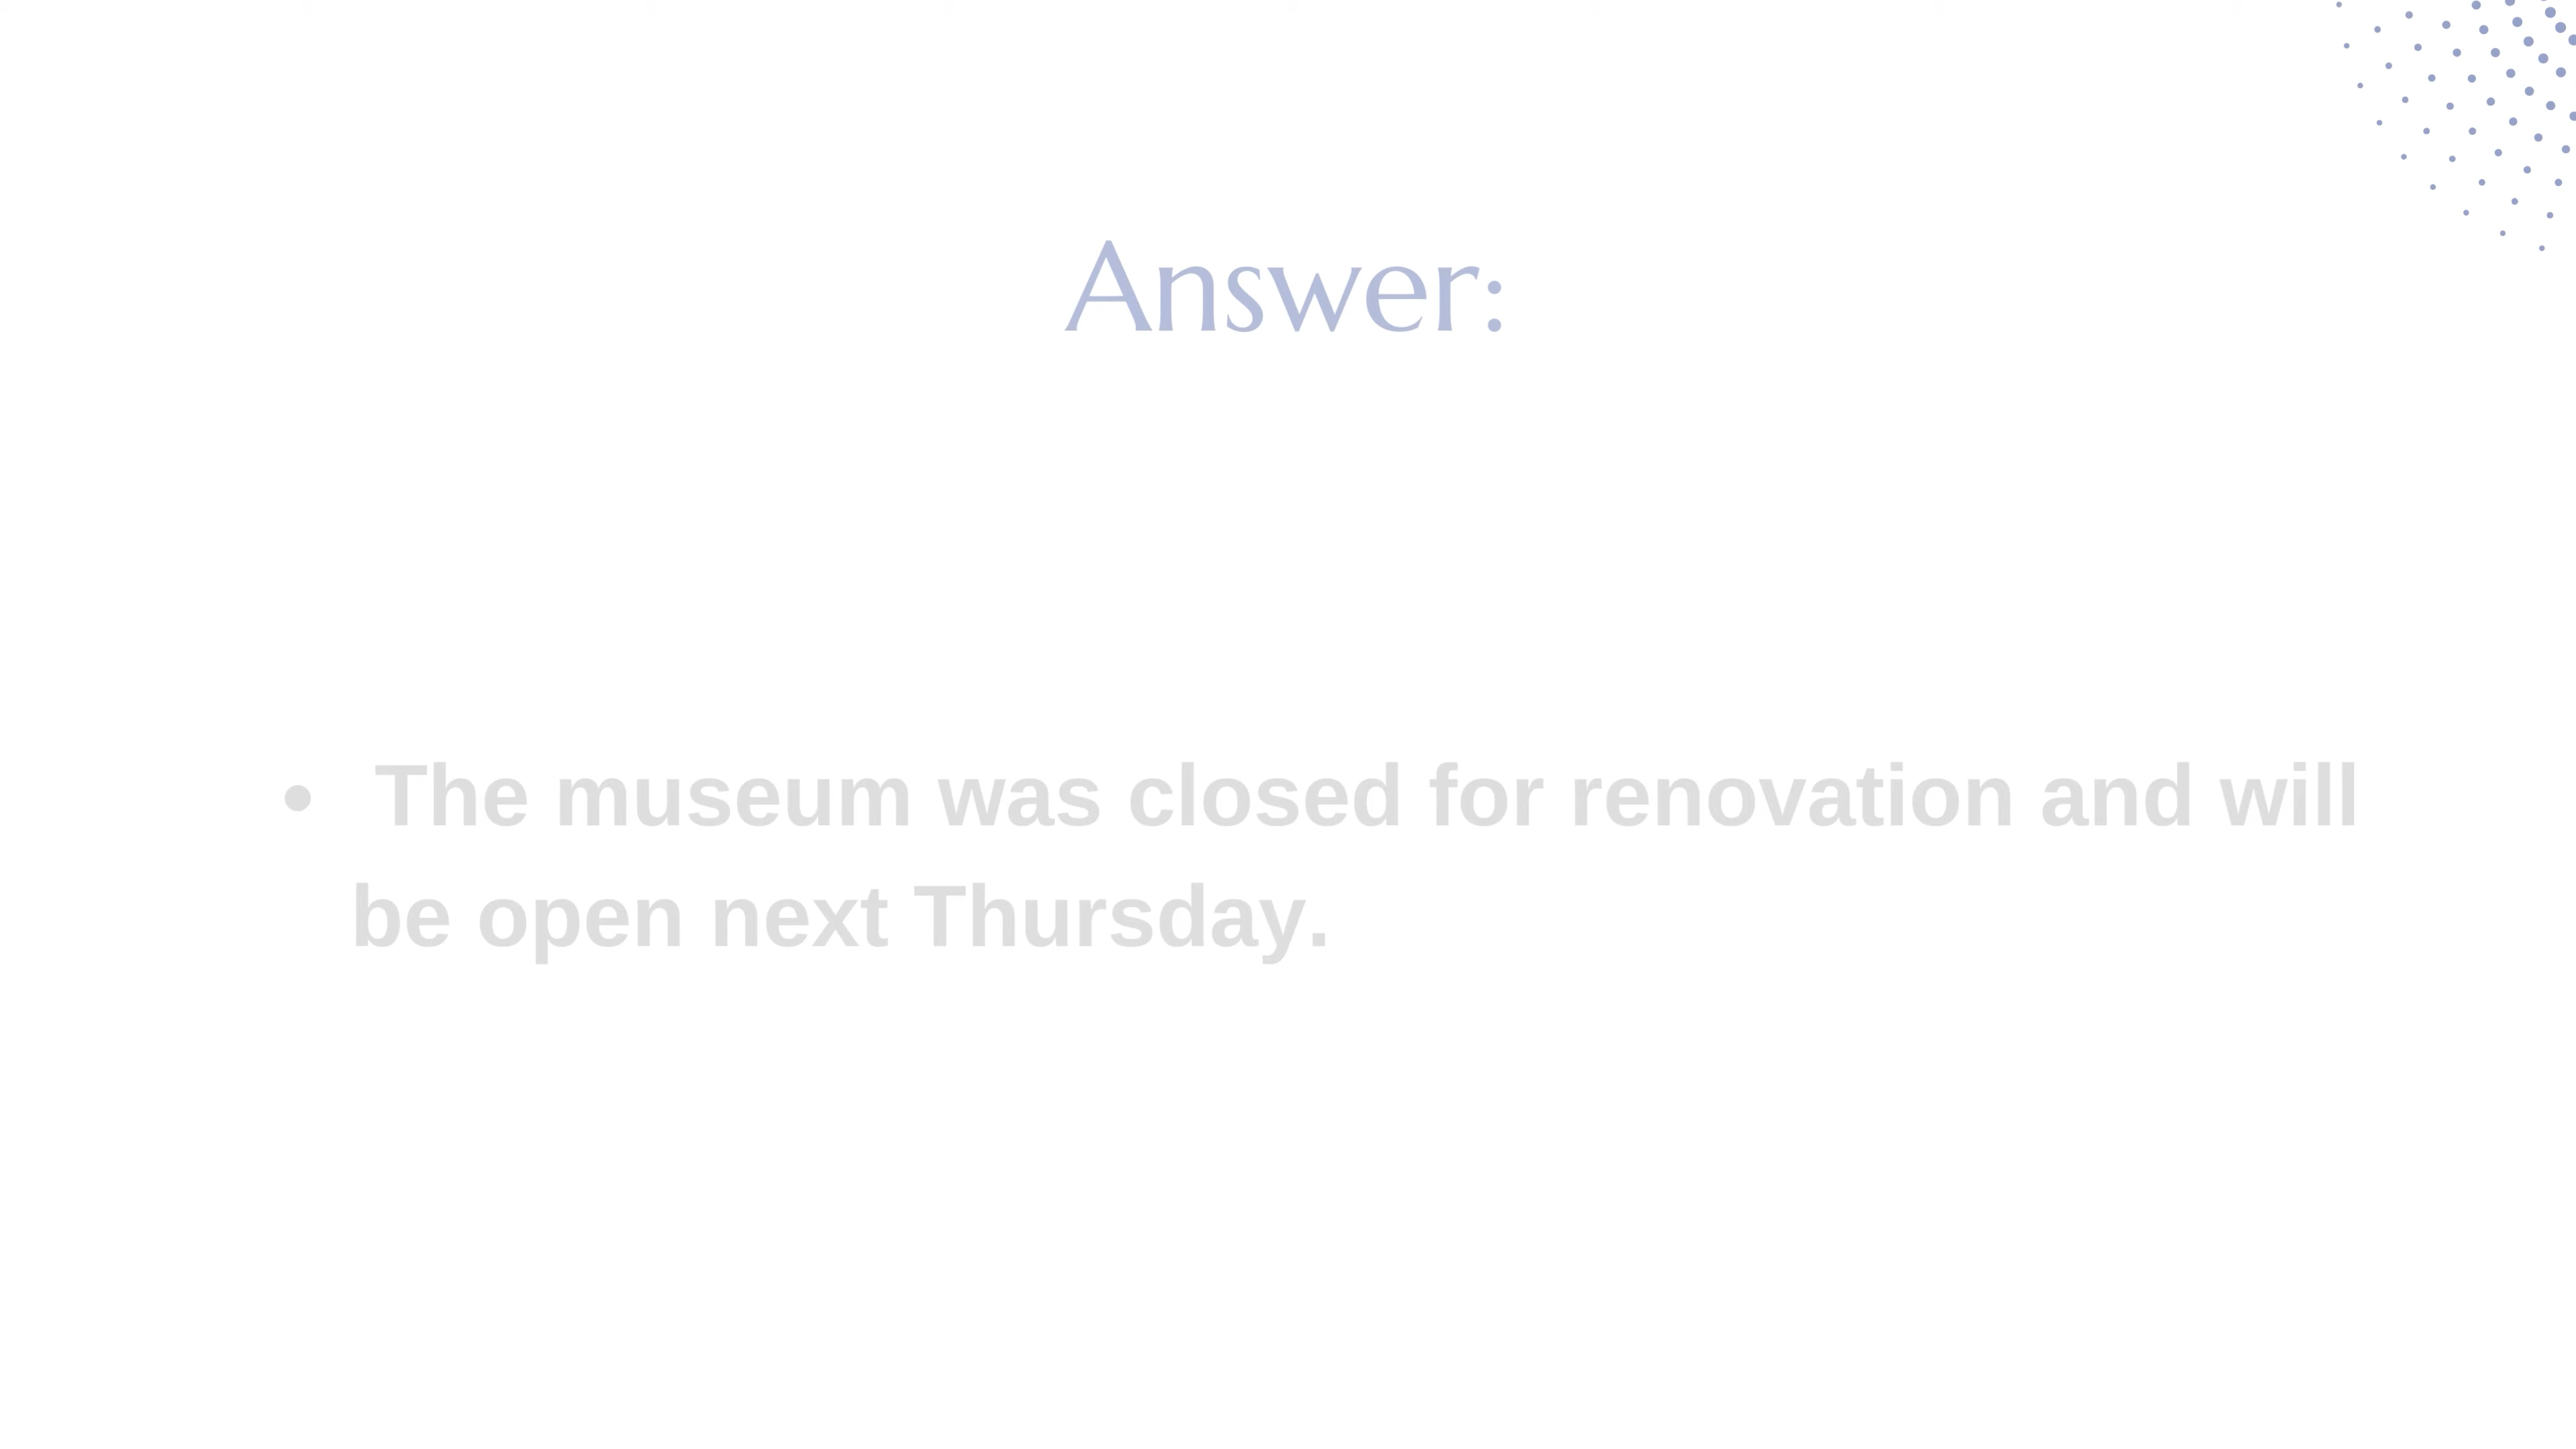 Answer:
• The museum was closed for renovation and will
be open next Thursday.